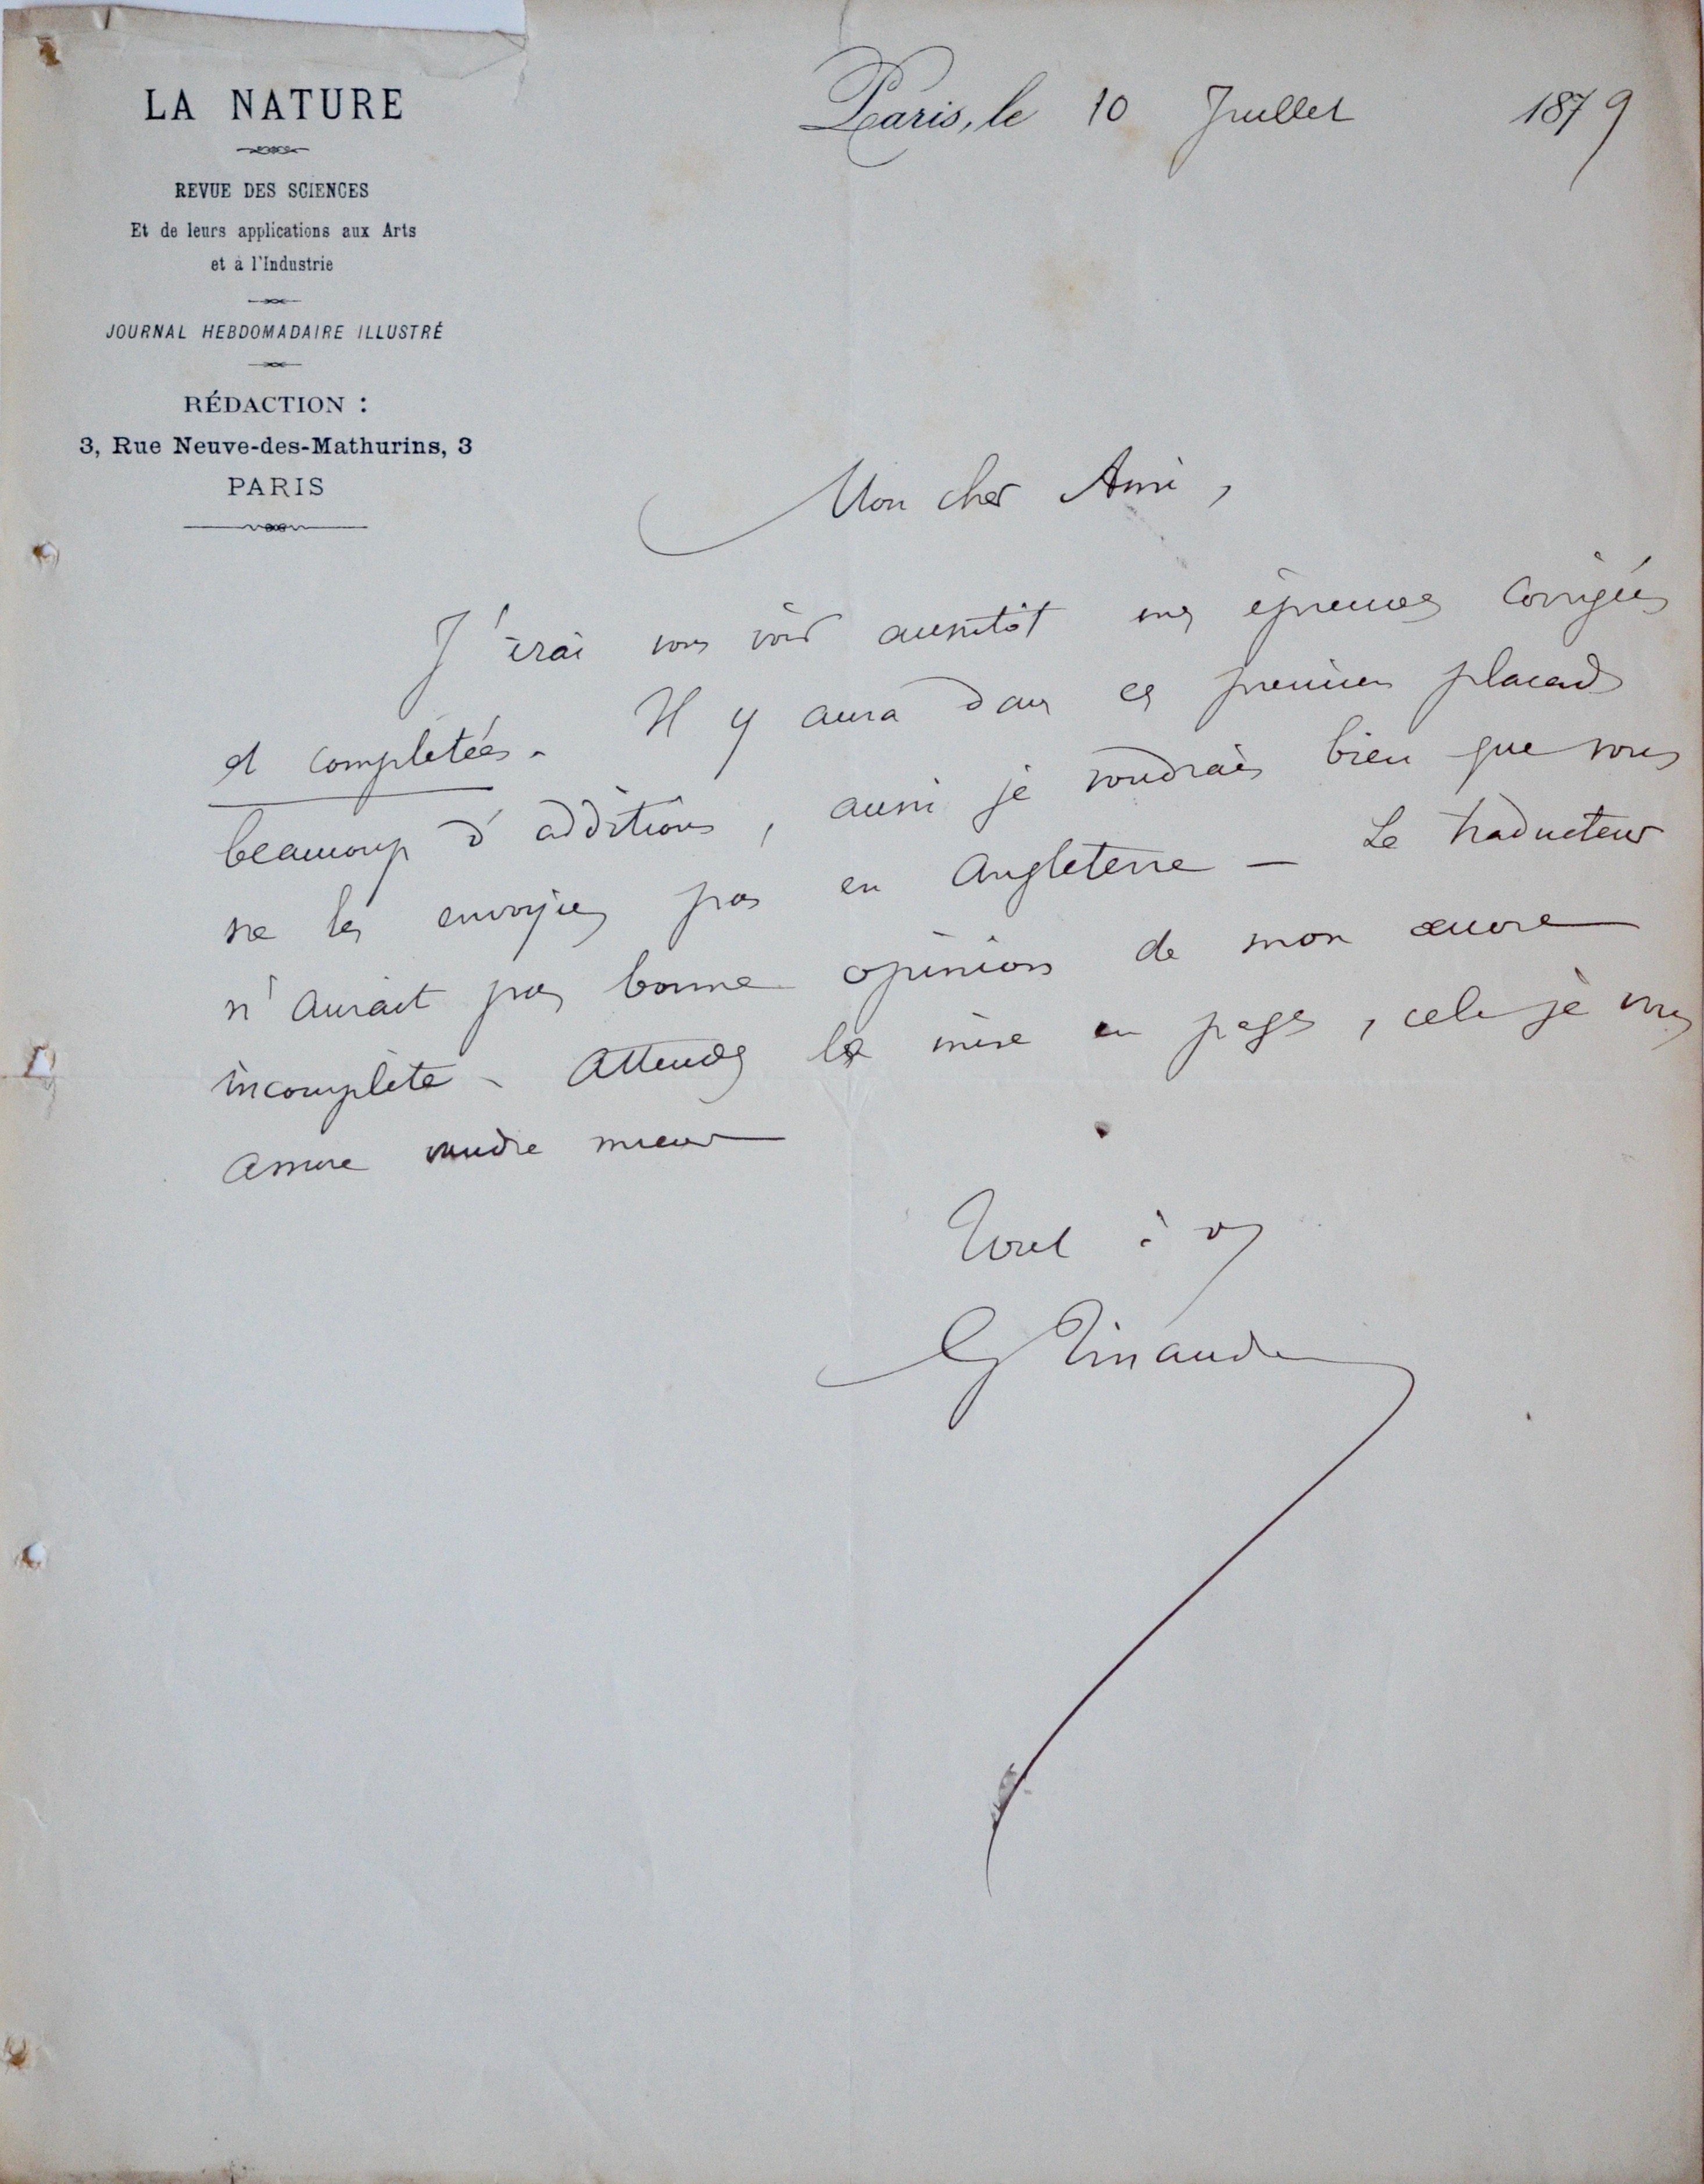 LA NATURE
REVUE DES SCIENCES
Et de leurs applications aux Arts
et à l'Industrie
JOURNAL HEBDOMADAIRE ILLUSTRÉ
RÉDACTION :
3, Rue Neuve-des-Mathurins, 3
PARIS
Paris, le 10 Juillet 1879
Mon cher Ami,
J'irai vous voir aussitôt mes épreuves corrigées
et complétées. Il y aura dans ces premiers placards
beaucoup d'additions, aussi je voudrais bien que vous
ne les envoyiez pas en Angleterre — Le traducteur
n'aurait pas bonne opinion de mon œuvre
incomplète - Attendez la mise en pages, cela je vous
assure vaudra mieux
Tout à vs
G Tissandier